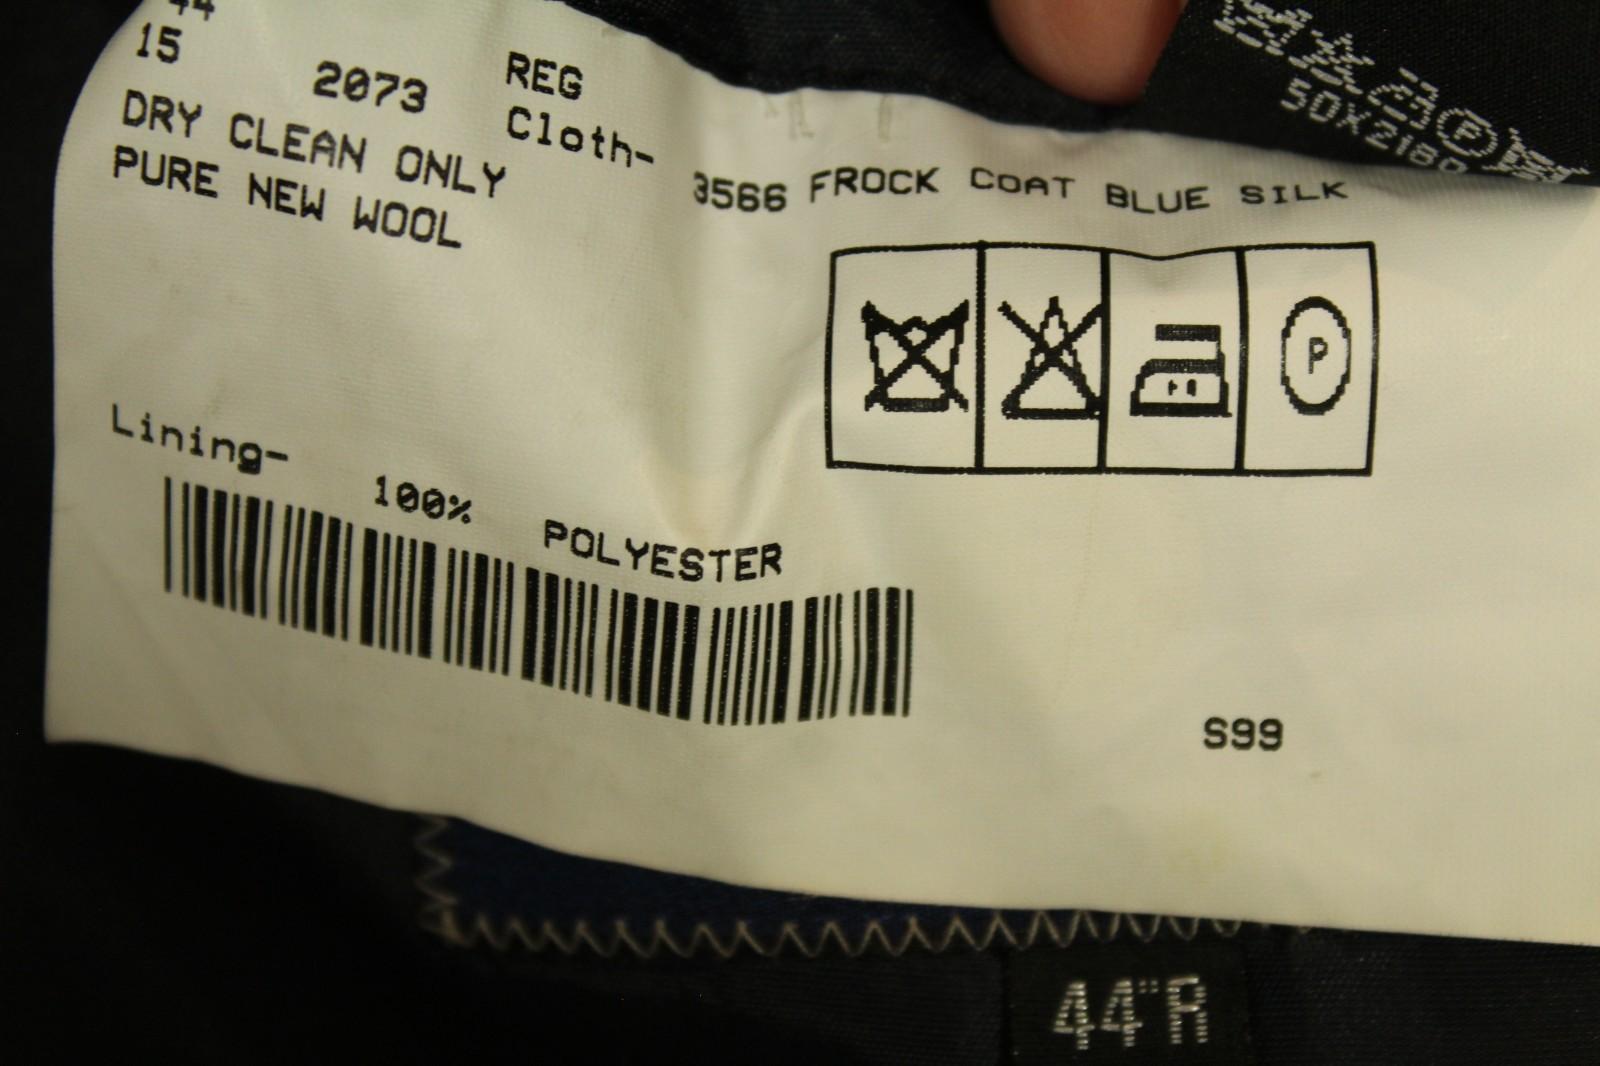 44
15 2073 REG
DRY CLEAN ONLY Cloth-
PURE NEW WOOL
3566 FROCK COAT BLUE SILK
P
Lining-
100% POLYESTER
S99
44"R